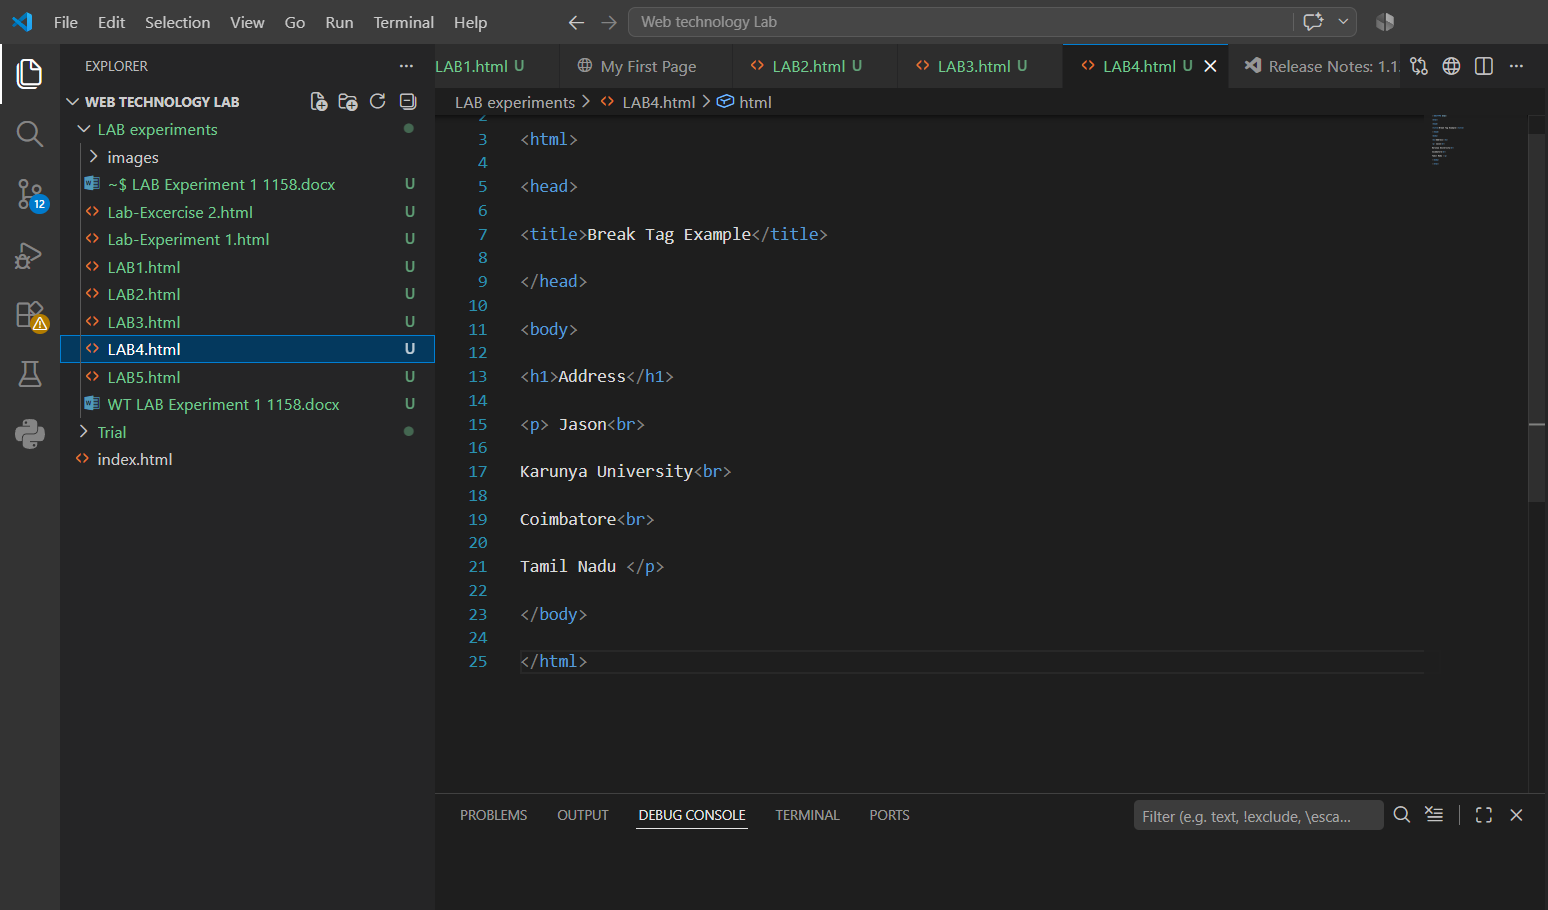 File Edit Selection View Go Run Terminal Help
Web technology Lab
EXPLORER
WEB TECHNOLOGY LAB
LAB experiments
images
~$ LAB Experiment 1 1158.docx U
Lab-Excercise 2.html U
Lab-Experiment 1.html U
LAB1.html U
LAB2.html U
LAB3.html U
LAB4.html U
LAB5.html U
WT LAB Experiment 1 1158.docx U
Trial
index.html
12
LAB1.html U My First Page LAB2.html U LAB3.html U LAB4.html U Release Notes: 1.1
LAB experiments > LAB4.html > html
2
3 <html>
4
5 <head>
6
7 <title>Break Tag Example</title>
8
9 </head>
10
11 <body>
12
13 <h1>Address</h1>
14
15 <p> Jason<br>
16
17 Karunya University<br>
18
19 Coimbatore<br>
20
21 Tamil Nadu </p>
22
23 </body>
24
25 </html>
PROBLEMS OUTPUT DEBUG CONSOLE TERMINAL PORTS
Filter (e.g. text, !exclude, \esca...